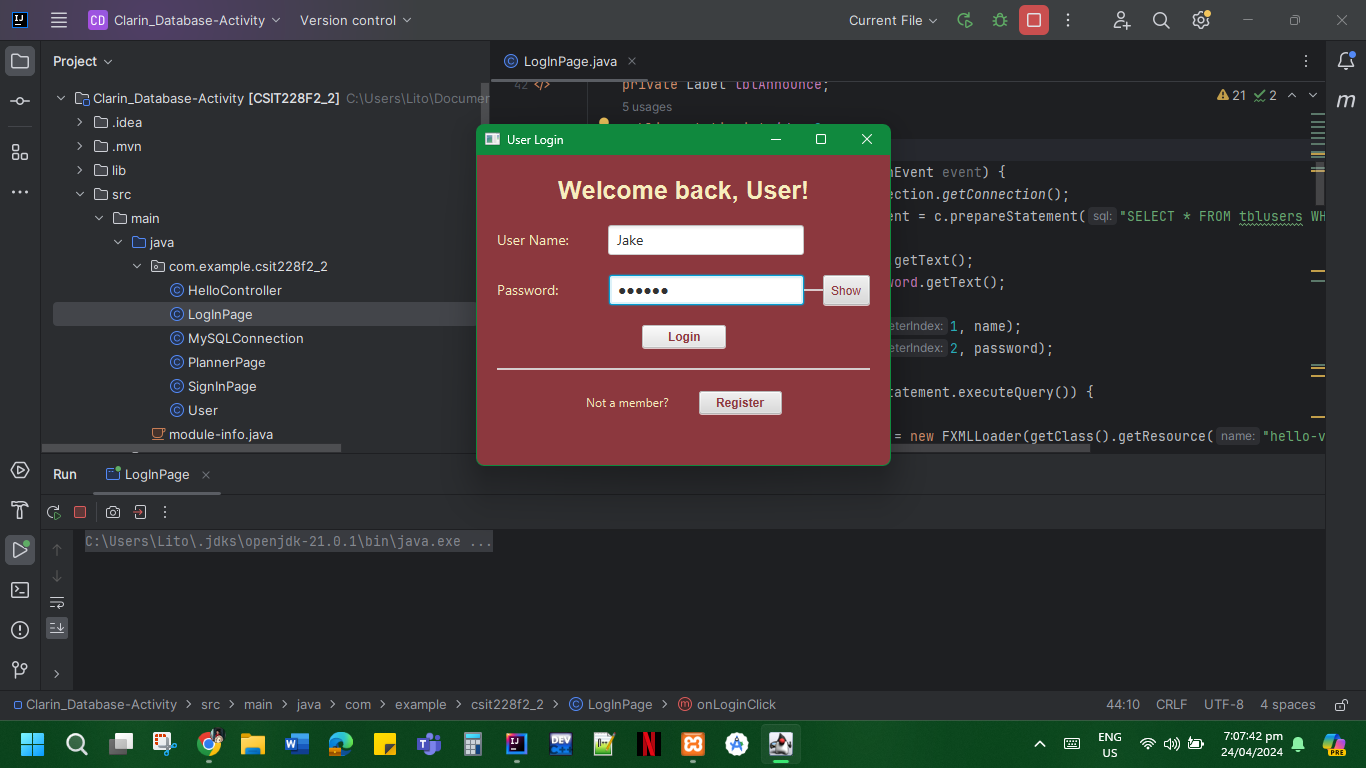 CD Clarin_Database-Activity Version control Current File
Project
LogInPage.java
Clarin_Database-Activity [CSIT228F2_2] C:\Users\Lito\Documen
.idea
.mvn
lib
src
main
java
com.example.csit228f2_2
HelloController
LogInPage
MySQLConnection
PlannerPage
SignInPage
User
module-info.java
42 private Label lblAnnounce;
5 usages
21 2
nEvent event) {
ction.getConnection();
ent = c.prepareStatement( sql: "SELECT * FROM tblusers WH
getText();
ord.getText();
eterIndex: 1, name);
eterIndex: 2, password);
tatement.executeQuery()) {
= new FXMLLoader(getClass().getResource( name: "hello-v
User Login
Welcome back, User!
User Name: Jake
Password: ●●●●●● Show
Login
Not a member? Register
Run LogInPage
C:\Users\Lito\.jdks\openjdk-21.0.1\bin\java.exe ...
Clarin_Database-Activity > src > main > java > com > example > csit228f2_2 > LogInPage > onLoginClick
44:10 CRLF UTF-8 4 spaces
ENG
US
7:07:42 pm
24/04/2024